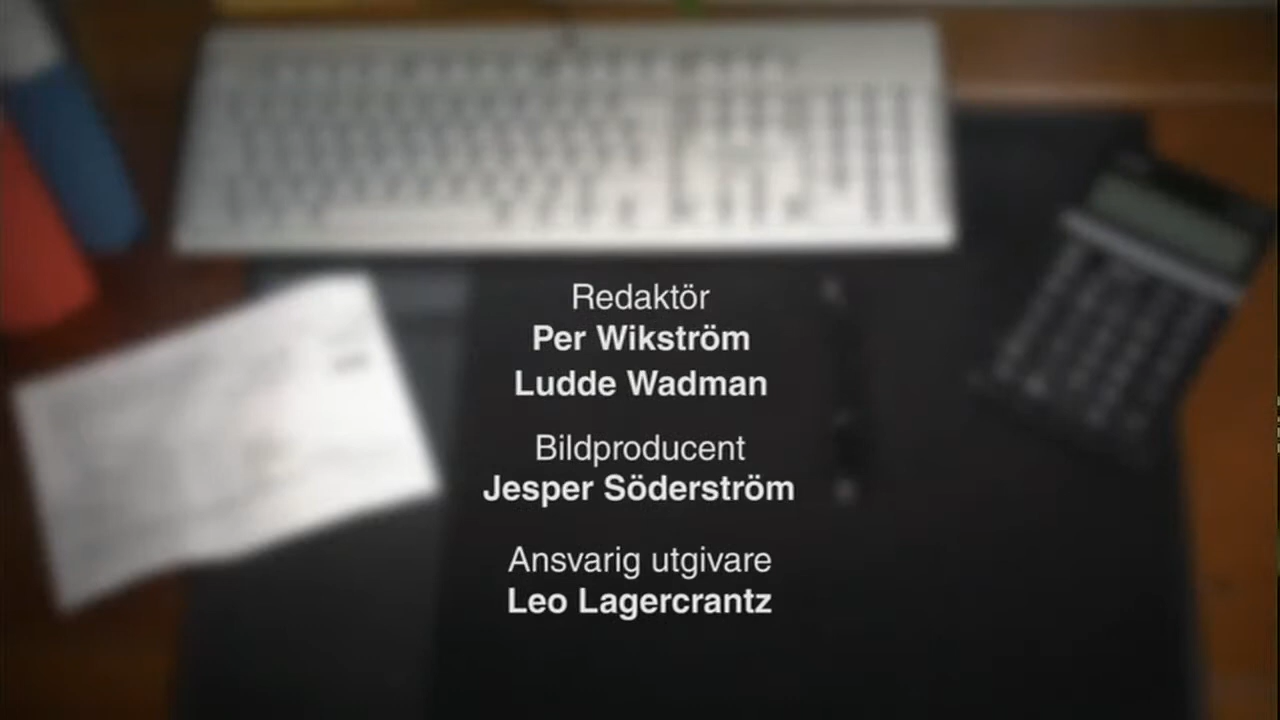 Redaktör
Per Wikström
Ludde Wadman
Bildproducent
Jesper Söderström
Ansvarig utgivare
Leo Lagercrantz